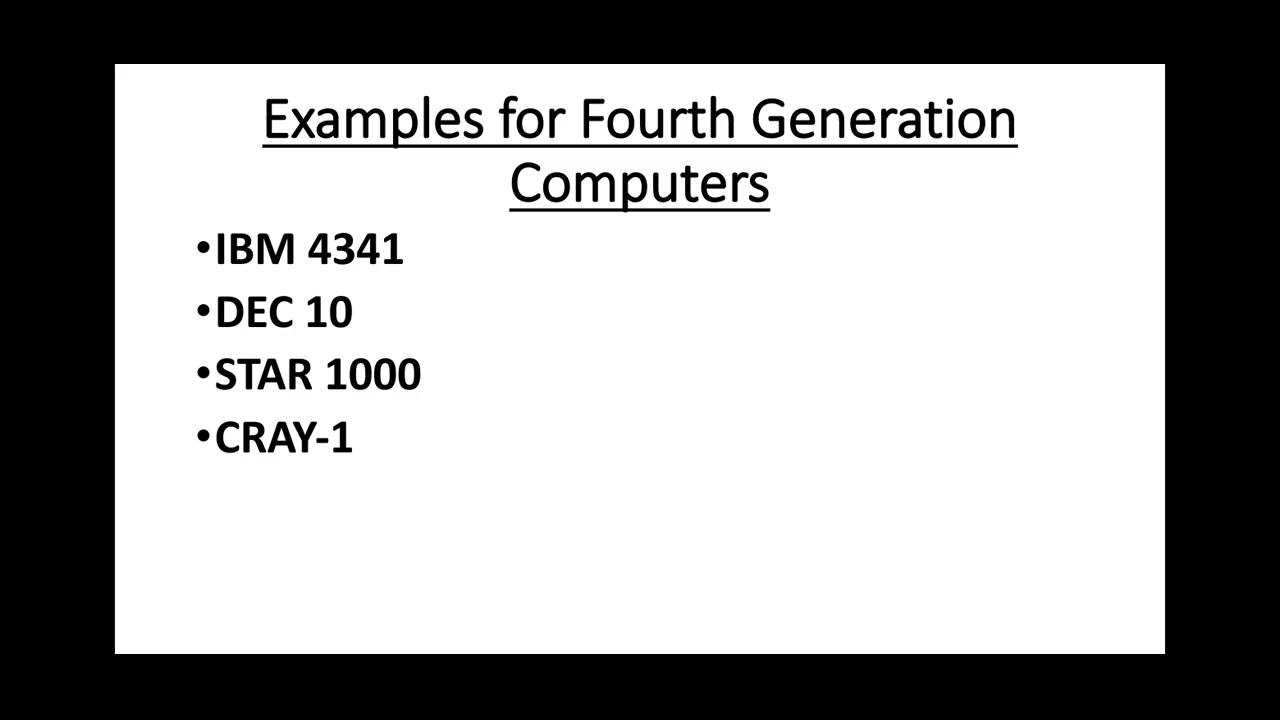 Examples for Fourth Generation
Computers
•IBM 4341
•DEC 10
•STAR 1000
•CRAY-1